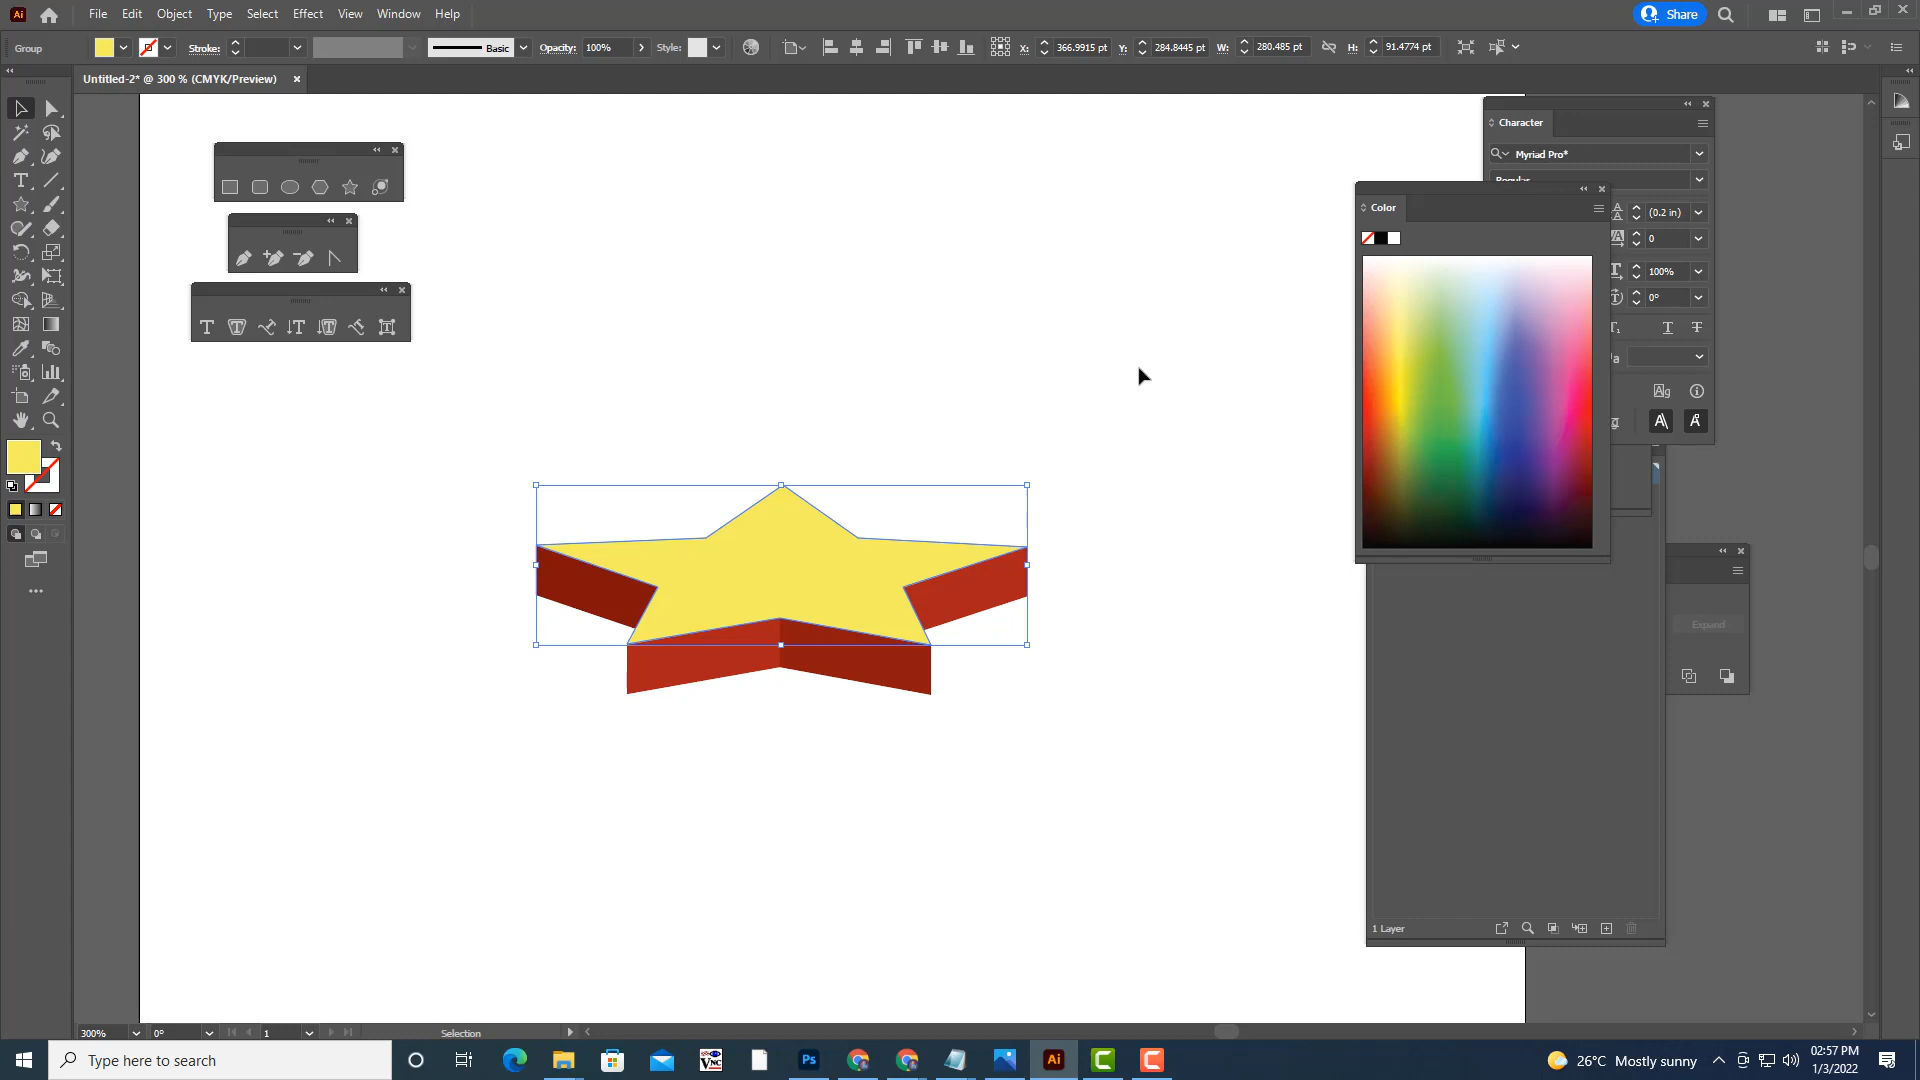 Ai File Edit Object Type Select Effect View Window Help Share
Group Stroke: Basic Opacity: 100% Style: X: 366.9915 pt Y: 284.8445 pt W: 280.485 pt H: 91.4774 pt
Untitled-2* @ 300 % (CMYK/Preview)
Character
Myriad Pro*
Regular
Color
(0.2 in)
0
100%
0°
Expand
1 Layer
300% 0° 1 Selection
Type here to search
Ps
Ai
26°C Mostly sunny
02:57 PM
1/3/2022